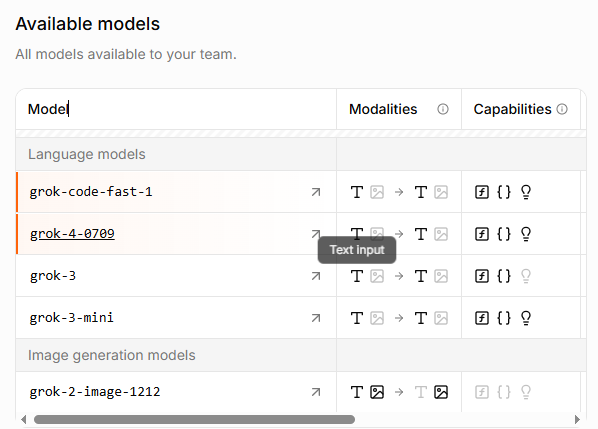 Available models
All models available to your team.
Model Modalities Capabilities
Language models
grok-code-fast-1
grok-4-0709
Text input
grok-3
grok-3-mini
Image generation models
grok-2-image-1212